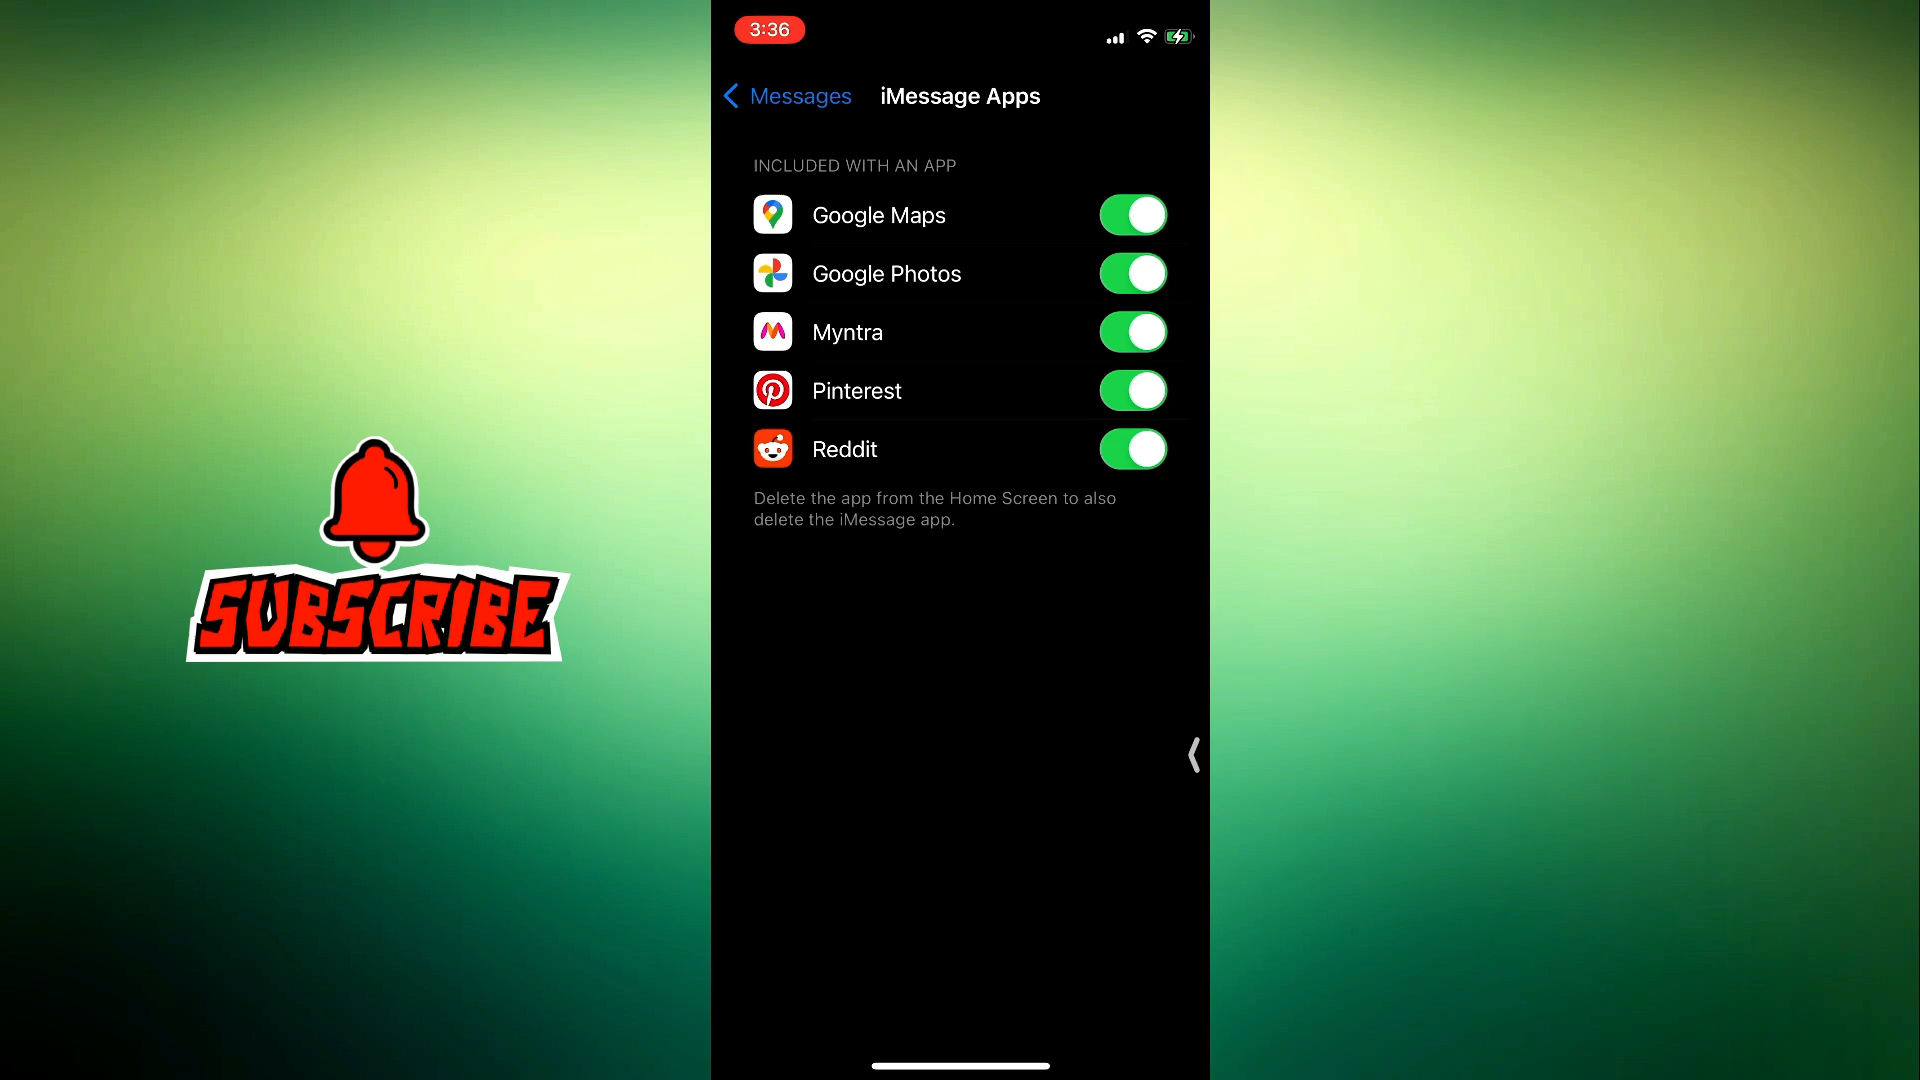 3:36
Messages
iMessage Apps
INCLUDED WITH AN APP
Google Maps
Google Photos
Myntra
Pinterest
Reddit
Delete the app from the Home Screen to also
delete the iMessage app.
SUBSCRIBE